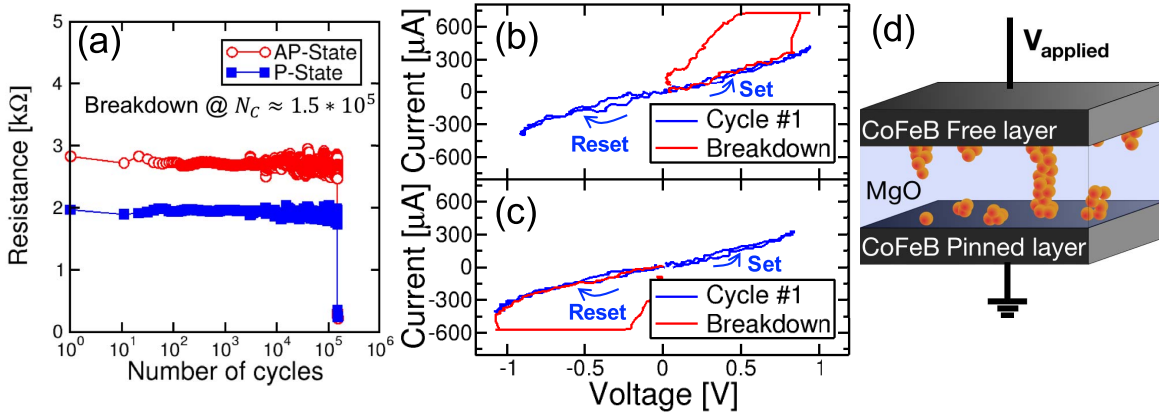 (a)
AP-State
P-State
Breakdown @ N_C ≈ 1.5 * 10^5
Resistance [kΩ]
5
4
3
2
1
0
10^0 10^1 10^2 10^3 10^4 10^5 10^6
Number of cycles
(b)
Current [µA]
600
300
0
-300
-600
Set
Reset
Cycle #1
Breakdown
(c)
Current [µA]
600
300
0
-300
-600
Set
Reset
Cycle #1
Breakdown
-1 -0.5 0 0.5 1
Voltage [V]
(d)
V_applied
CoFeB Free layer
MgO
CoFeB Pinned layer